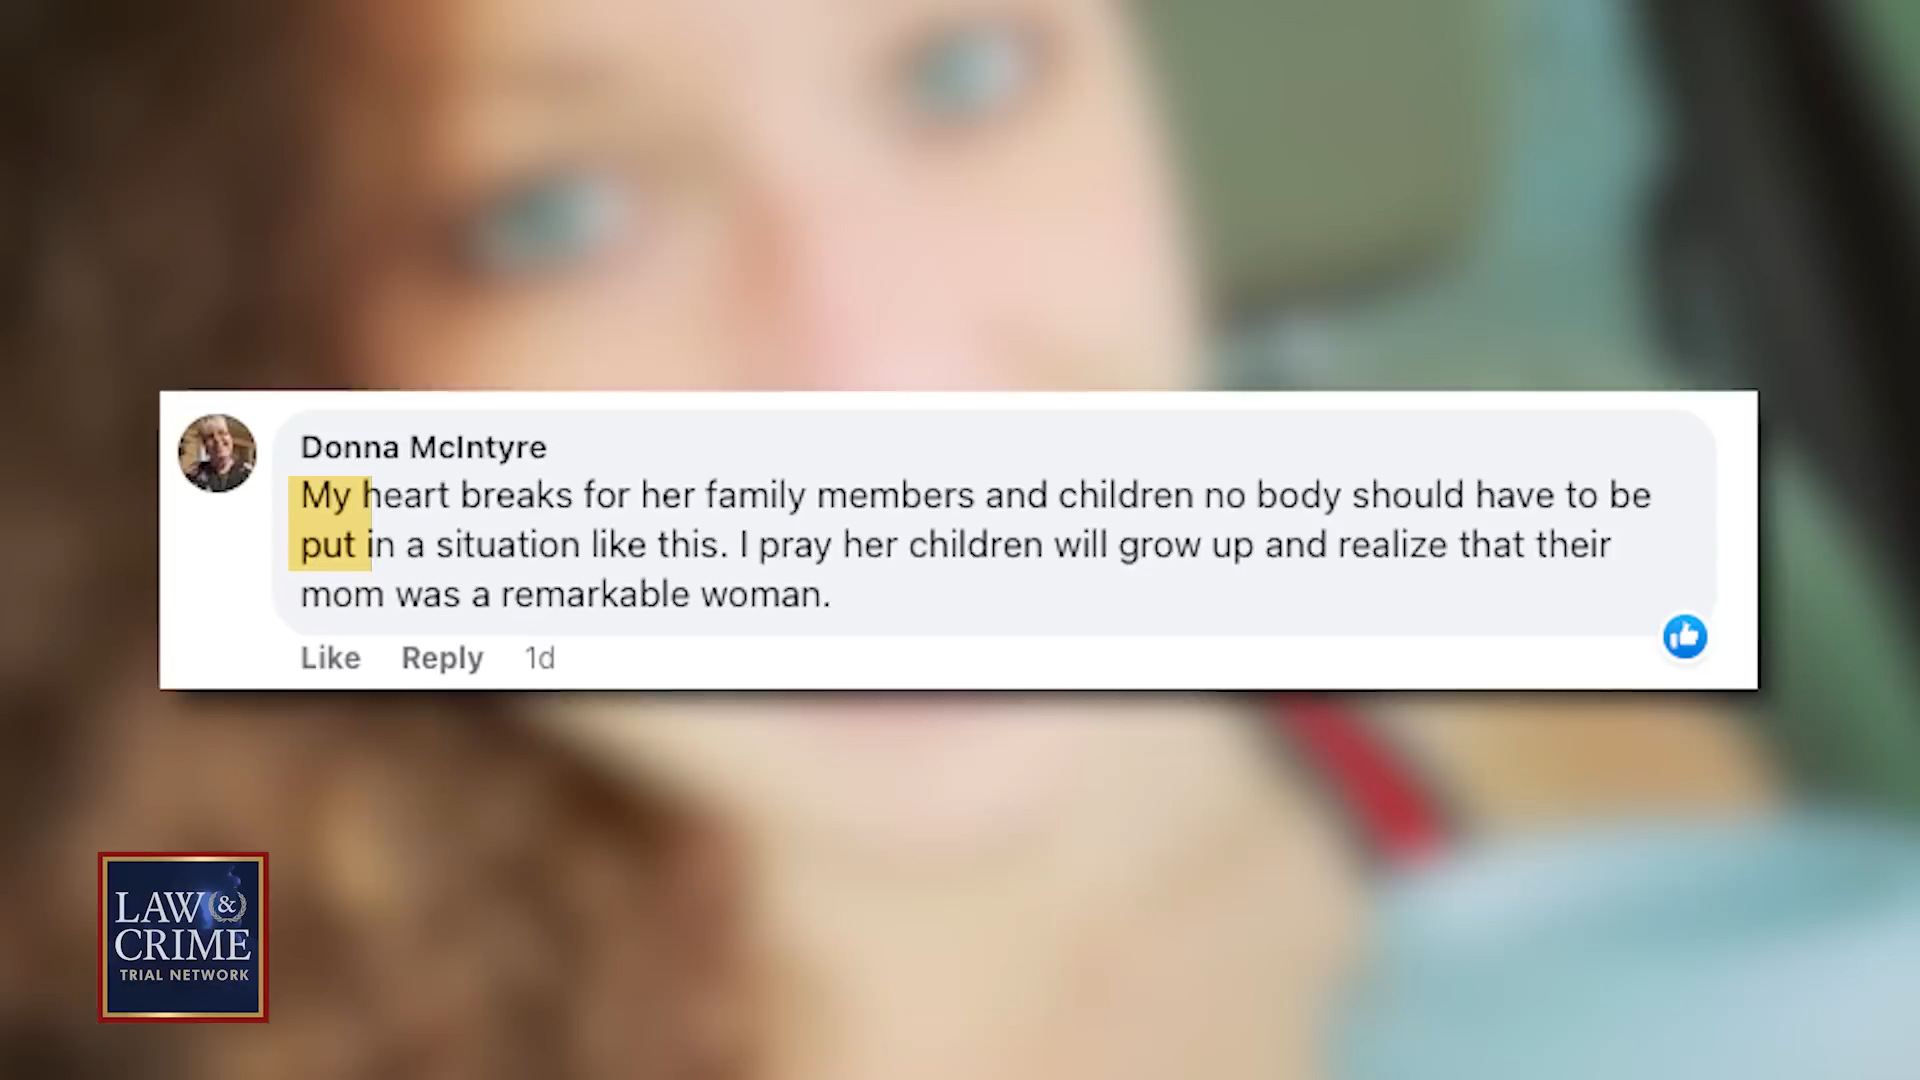 Donna McIntyre
My heart breaks for her family members and children no body should have to be
put in a situation like this. I pray her children will grow up and realize that their
mom was a remarkable woman.
Like Reply 1d
LAW &
CRIME
TRIAL NETWORK